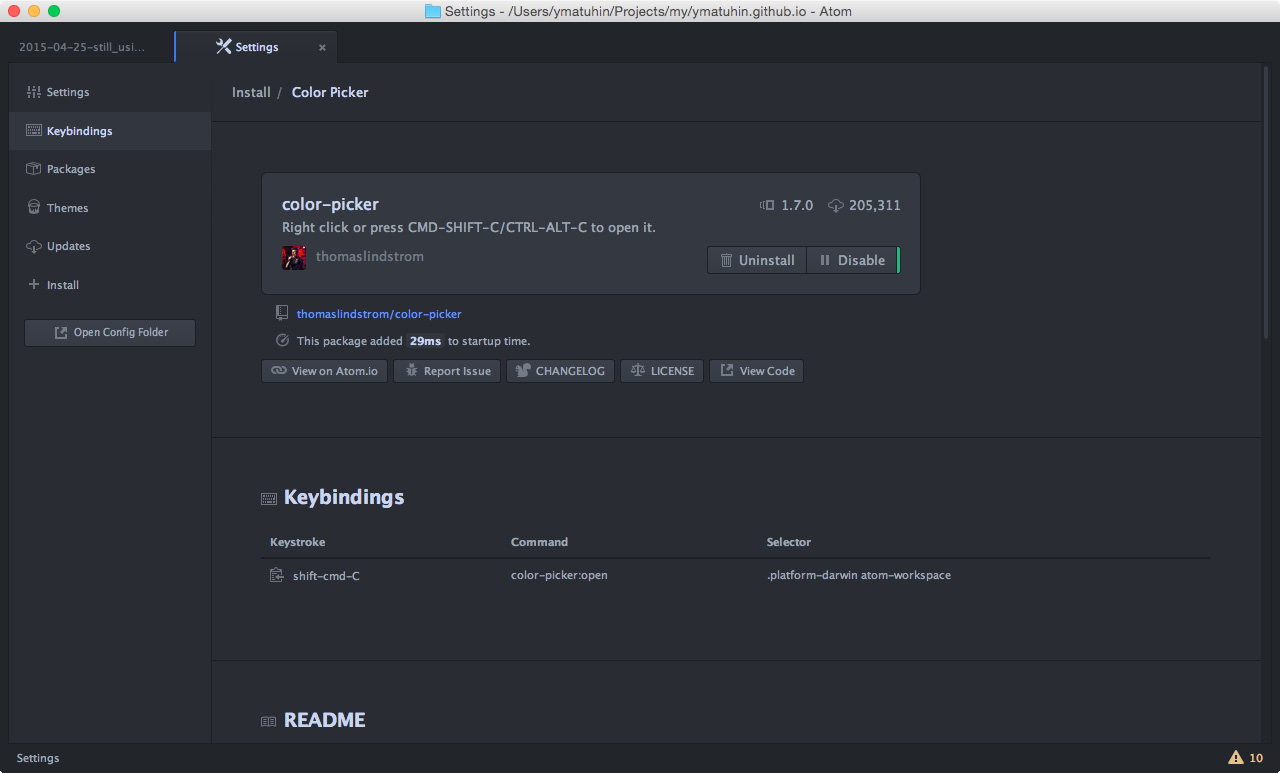 Settings - /Users/ymatuhin/Projects/my/ymatuhin.github.io - Atom
2015-04-25-still_usi...
Settings
Settings
Keybindings
Packages
Themes
Updates
Install
Open Config Folder
Install / Color Picker
color-picker
1.7.0 205,311
Right click or press CMD-SHIFT-C/CTRL-ALT-C to open it.
thomaslindstrom
Uninstall Disable
thomaslindstrom/color-picker
This package added 29ms to startup time.
View on Atom.io Report Issue CHANGELOG LICENSE View Code
Keybindings
Keystroke Command Selector
shift-cmd-C color-picker:open .platform-darwin atom-workspace
README
Settings
10